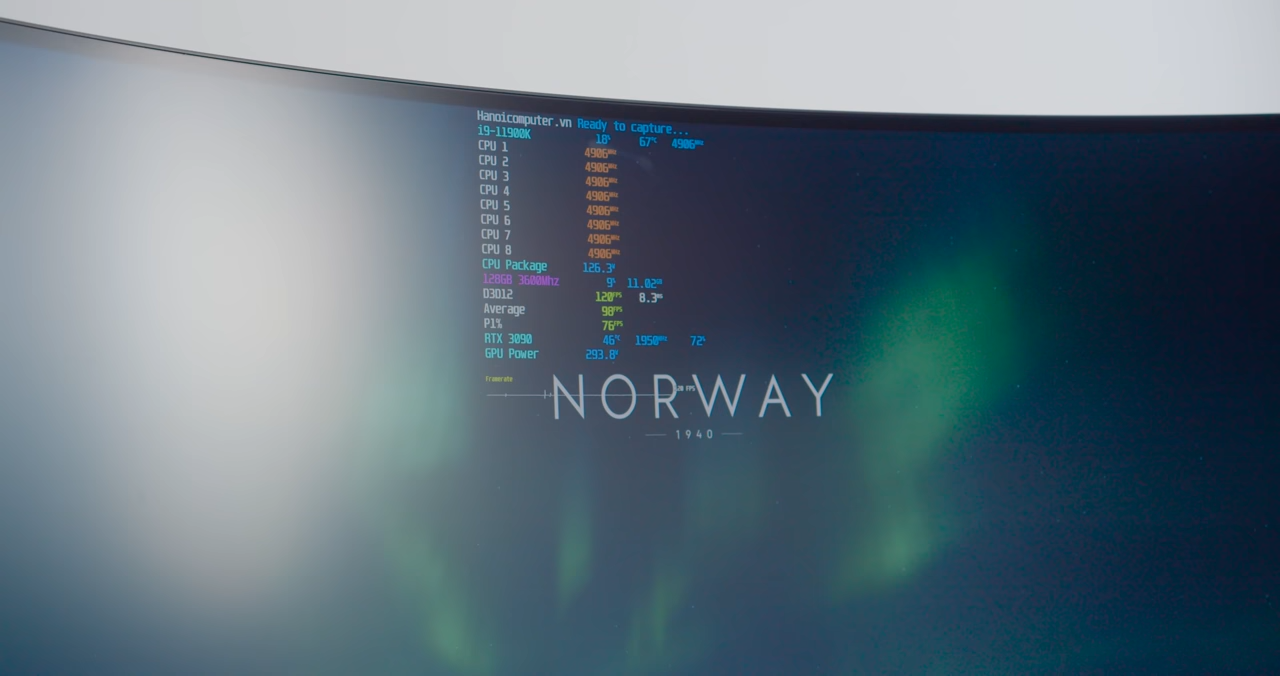 Hanoicomputer.vn Ready to capture...
i9-11900K 18% 67°C 4906MHz
CPU 1 4906MHz
CPU 2 4906MHz
CPU 3 4906MHz
CPU 4 4906MHz
CPU 5 4906MHz
CPU 6 4906MHz
CPU 7 4906MHz
CPU 8 4906MHz
CPU Package 126.3W
128GB 3600Mhz 9% 11.02GB
D3D12 120FPS 8.3ms
Average 98FPS
P1% 76FPS
RTX 3090 46°C 1950MHz 72%
GPU Power 293.8W
Framerate
NORWAY
1940